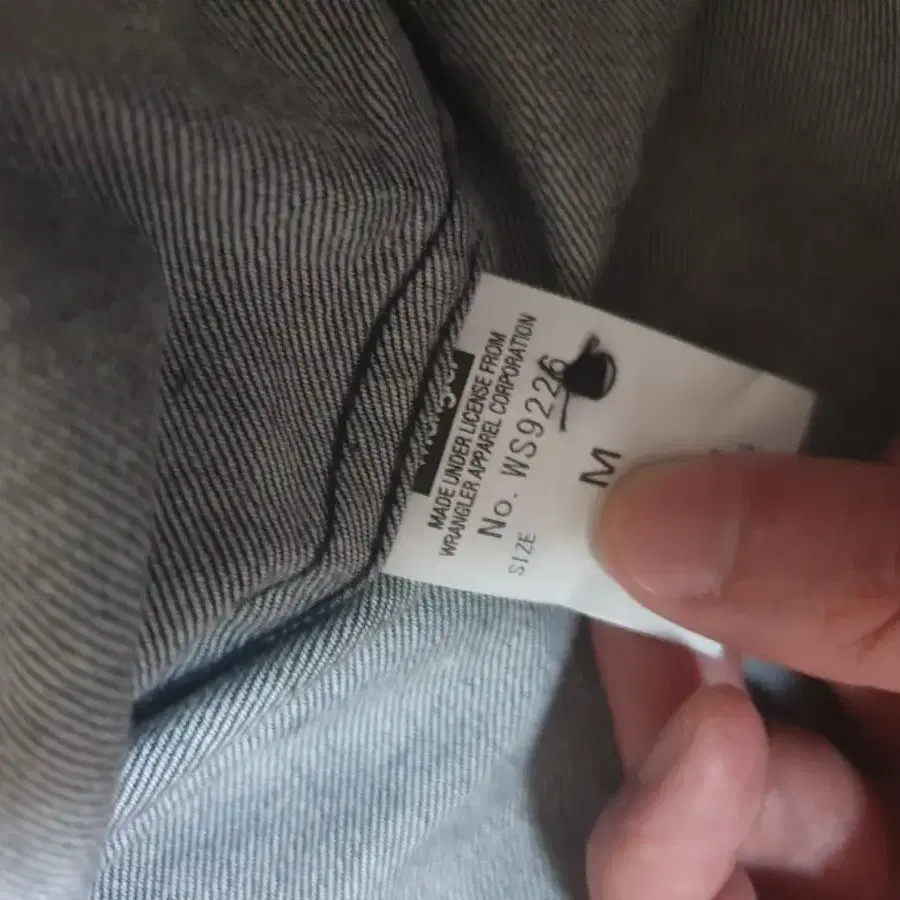 MADE UNDER LICENSE FROM
WRANGLER APPAREL CORPORATION
No. WS9226
SIZE M